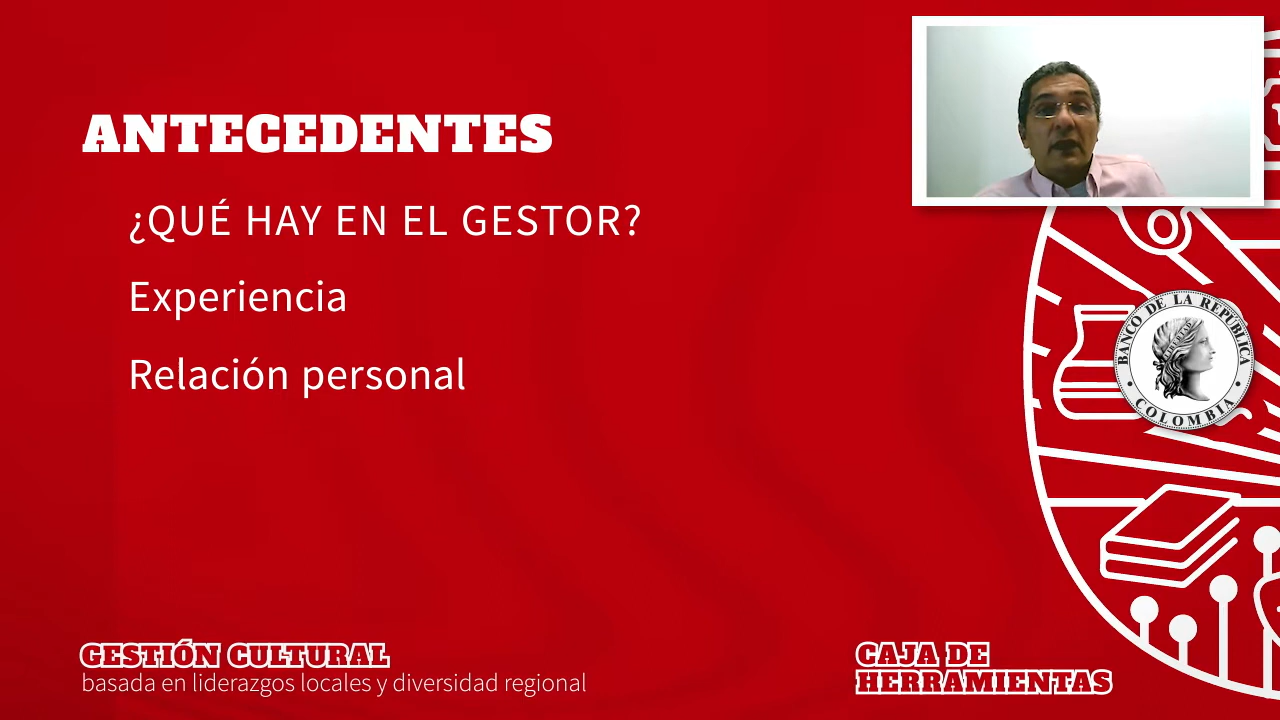 ANTECEDENTES
¿QUÉ HAY EN EL GESTOR?
Experiencia
Relación personal
BANCO DE LA REPÚBLICA
LIBERTAD
COLOMBIA
GESTIÓN CULTURAL
basada en liderazgos locales y diversidad regional
CAJA DE
HERRAMIENTAS